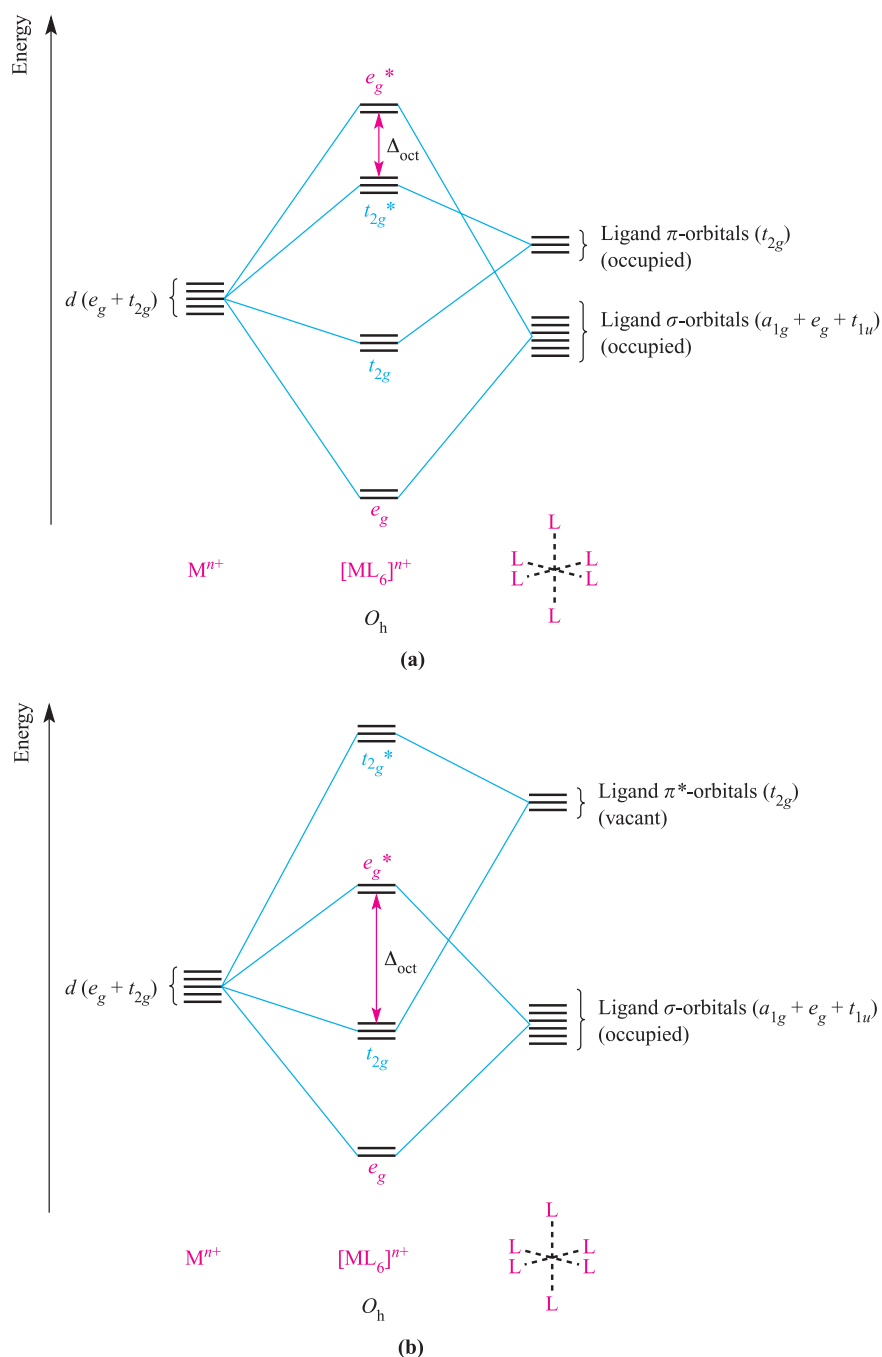 Energy
e_g*
Δ_oct
t_2g*
Ligand π-orbitals (t_2g)
(occupied)
d (e_g + t_2g)
Ligand σ-orbitals (a_1g + e_g + t_1u)
(occupied)
t_2g
e_g
L
L L
L L
L
M^n+ [ML_6]^n+
O_h
(a)
Energy
t_2g*
Ligand π*-orbitals (t_2g)
(vacant)
e_g*
Δ_oct
d (e_g + t_2g)
Ligand σ-orbitals (a_1g + e_g + t_1u)
(occupied)
t_2g
e_g
L
L L
L L
L
M^n+ [ML_6]^n+
O_h
(b)